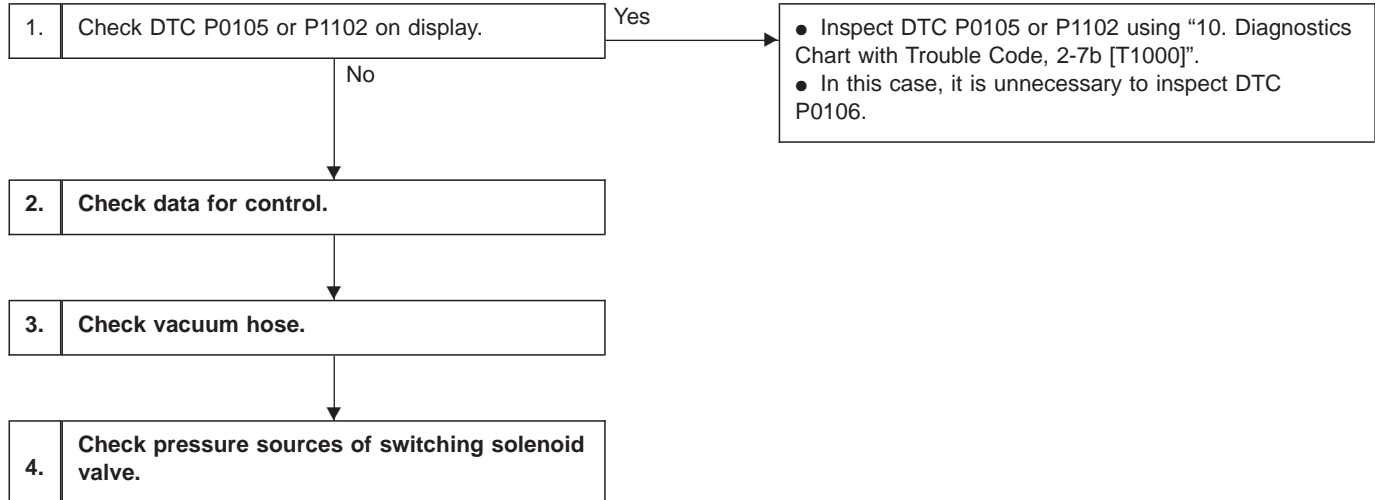 1. Check DTC P0105 or P1102 on display.
Yes
● Inspect DTC P0105 or P1102 using “10. Diagnostics
Chart with Trouble Code, 2-7b [T1000]”.
● In this case, it is unnecessary to inspect DTC
P0106.
No
2. Check data for control.
3. Check vacuum hose.
4. Check pressure sources of switching solenoid
valve.